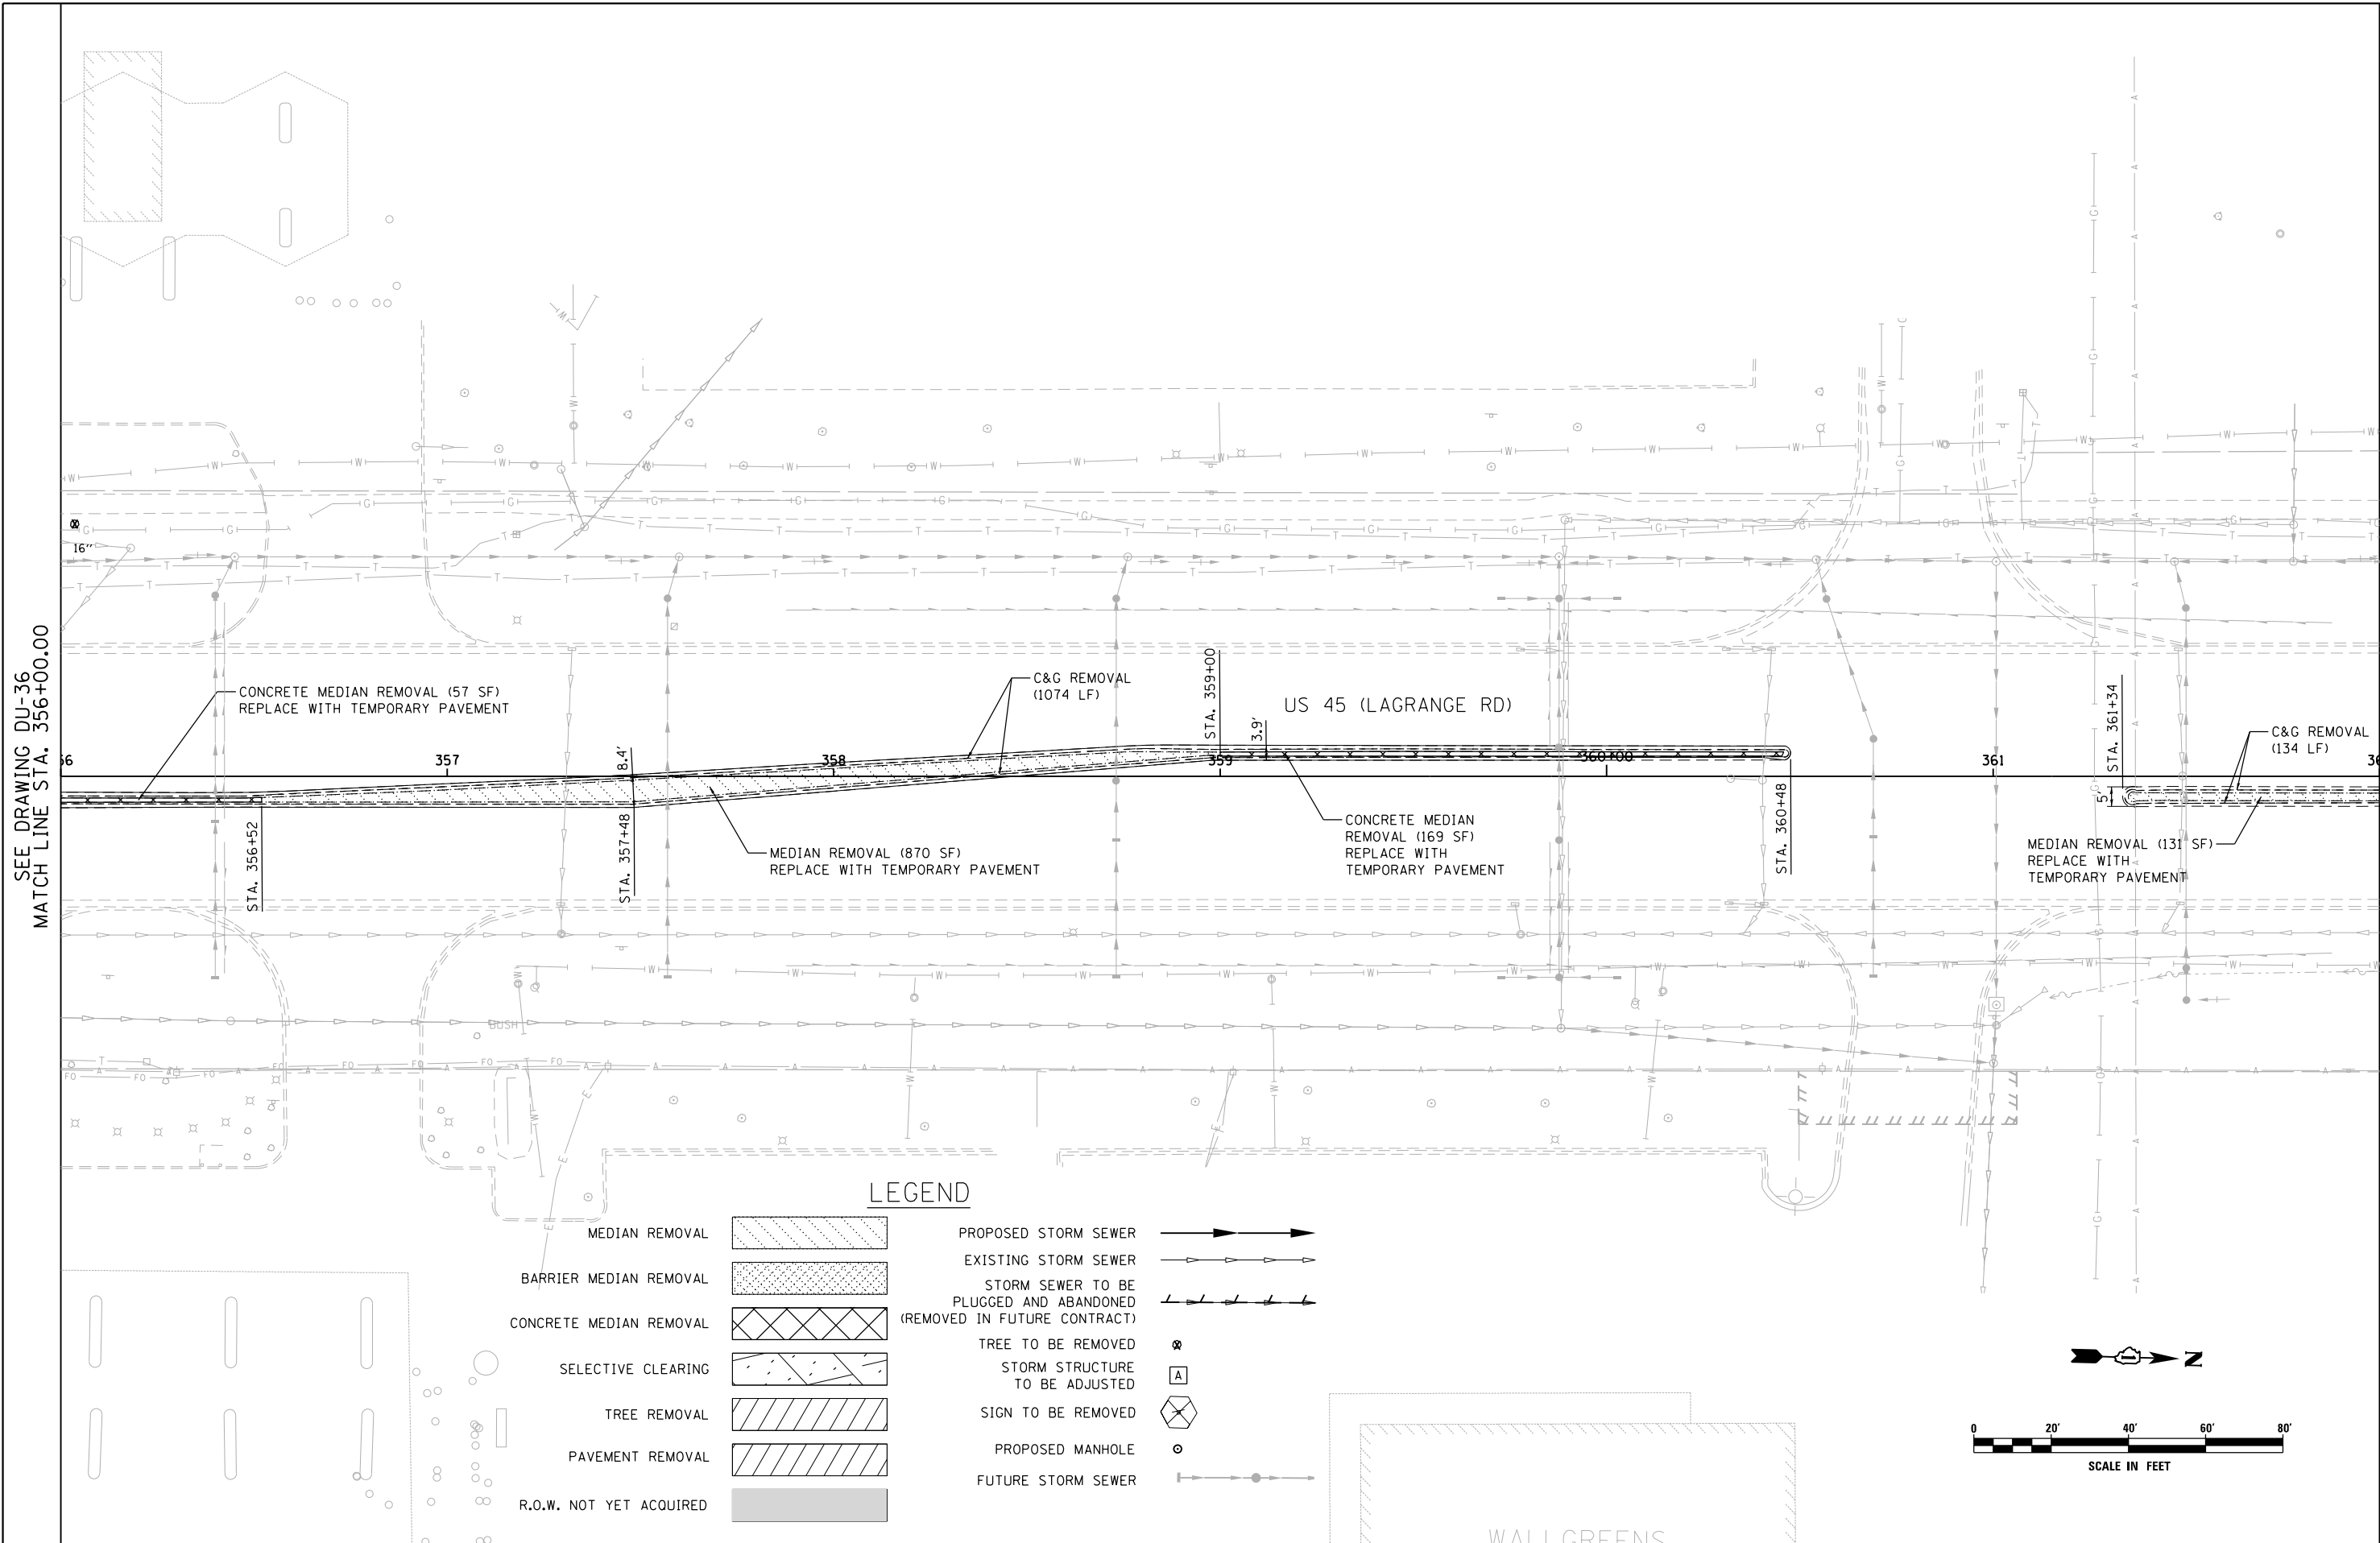 SEE DRAWING DU-36
MATCH LINE STA. 356+00.00
16"
CONCRETE MEDIAN REMOVAL (57 SF)
REPLACE WITH TEMPORARY PAVEMENT
C&G REMOVAL
(1074 LF)
STA. 359+00
3.9'
US 45 (LAGRANGE RD)
STA. 361+34
C&G REMOVAL
(134 LF)
56
357
8.4'
358
359
360+00
361
36
5'
STA. 356+52
STA. 357+48
MEDIAN REMOVAL (870 SF)
REPLACE WITH TEMPORARY PAVEMENT
CONCRETE MEDIAN
REMOVAL (169 SF)
REPLACE WITH
TEMPORARY PAVEMENT
STA. 360+48
MEDIAN REMOVAL (131 SF)
REPLACE WITH
TEMPORARY PAVEMENT
BUSH
LEGEND
MEDIAN REMOVAL
BARRIER MEDIAN REMOVAL
CONCRETE MEDIAN REMOVAL
SELECTIVE CLEARING
TREE REMOVAL
PAVEMENT REMOVAL
R.O.W. NOT YET ACQUIRED
PROPOSED STORM SEWER
EXISTING STORM SEWER
STORM SEWER TO BE
PLUGGED AND ABANDONED
(REMOVED IN FUTURE CONTRACT)
TREE TO BE REMOVED
STORM STRUCTURE
TO BE ADJUSTED
A
SIGN TO BE REMOVED
PROPOSED MANHOLE
FUTURE STORM SEWER
N
0 20' 40' 60' 80'
SCALE IN FEET
WALLGREENS